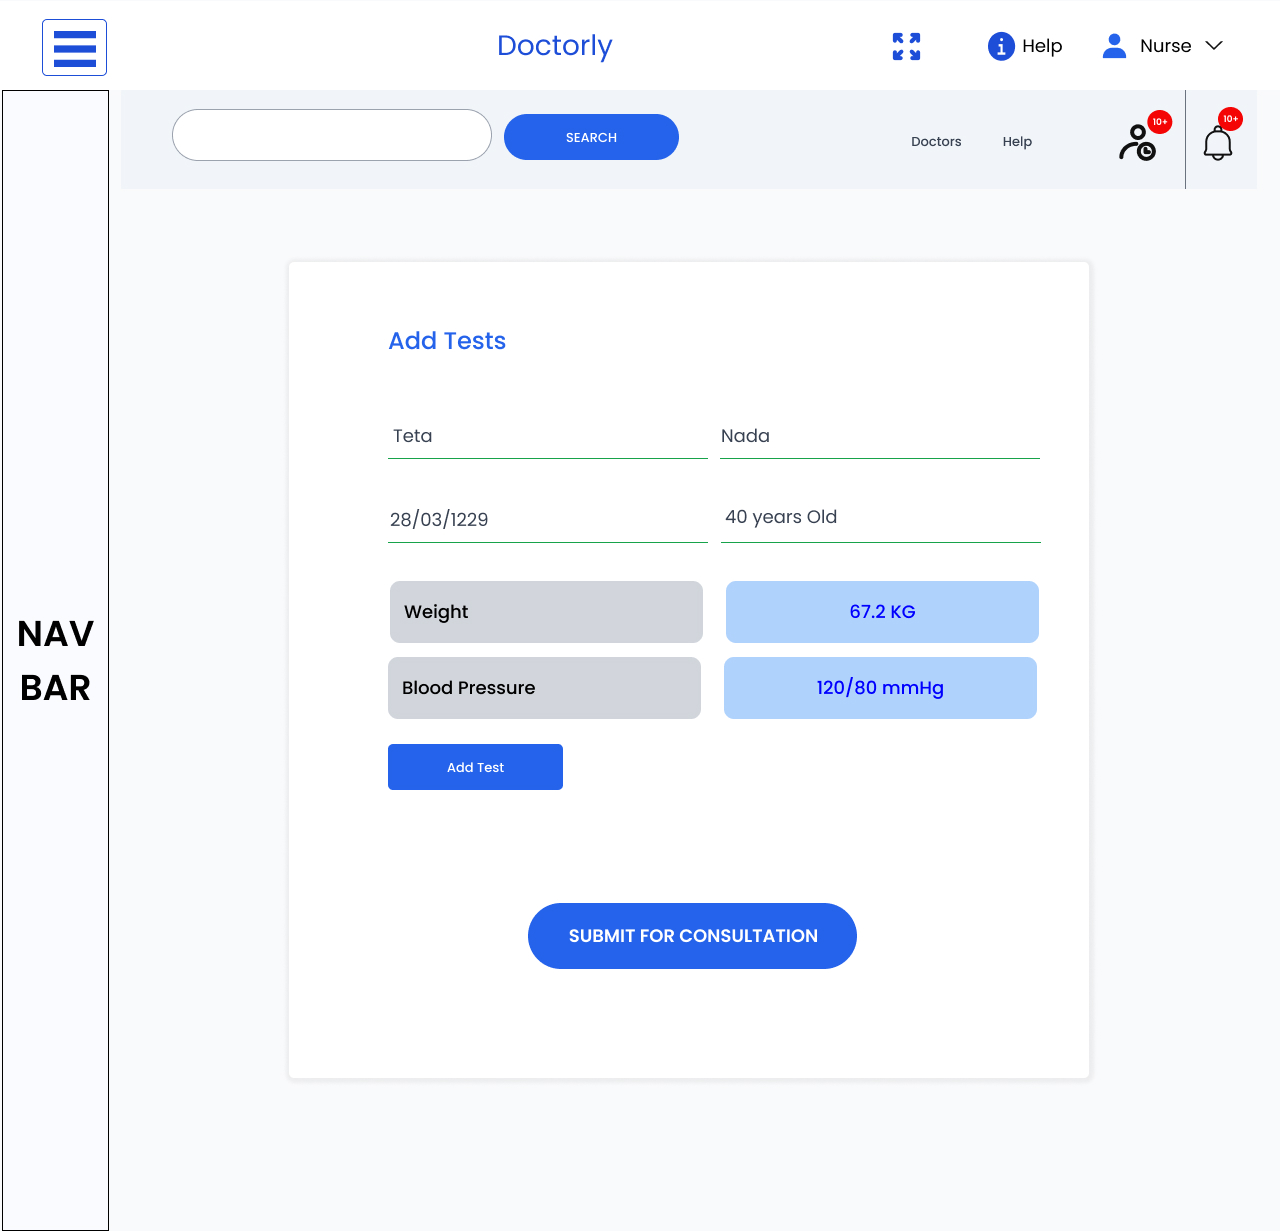 Doctorly
Help
Nurse
SEARCH
Doctors
Help
10+
10+
NAV
BAR
Add Tests
Teta
Nada
28/03/1229
40 years Old
Weight
67.2 KG
Blood Pressure
120/80 mmHg
Add Test
SUBMIT FOR CONSULTATION